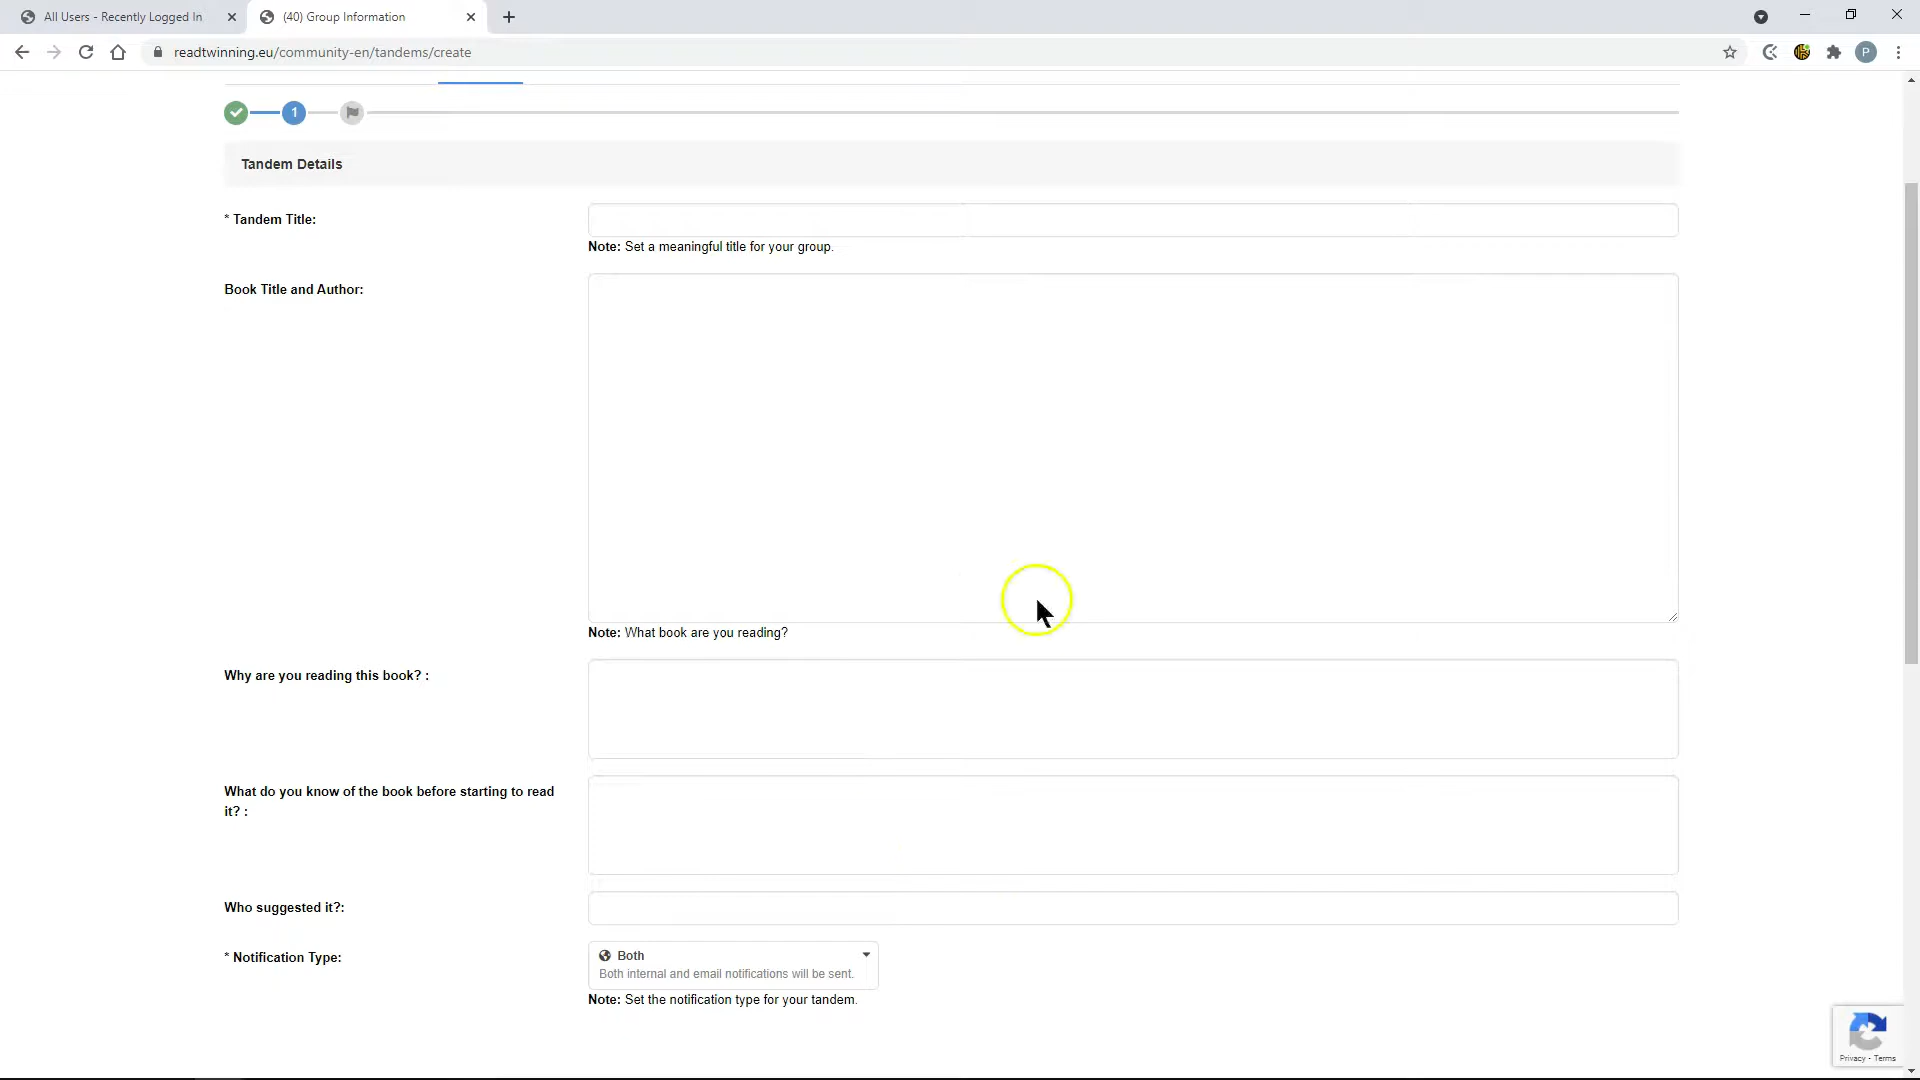 All Users - Recently Logged In
(40) Group Information
readtwinning.eu/community-en/tandems/create
P
1
Tandem Details
* Tandem Title:
Note: Set a meaningful title for your group.
Book Title and Author:
Note: What book are you reading?
Why are you reading this book? :
What do you know of the book before starting to read
it? :
Who suggested it?:
* Notification Type:
Both
Both internal and email notifications will be sent.
Note: Set the notification type for your tandem.
Privacy - Terms